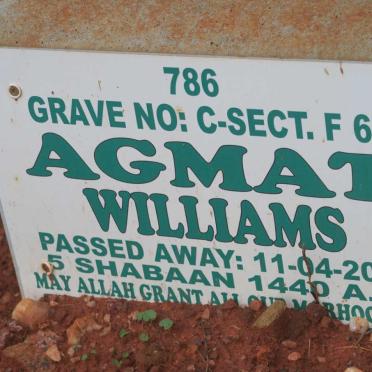 786
GRAVE NO: C-SECT. F 6
AGMAT
WILLIAMS
PASSED AWAY: 11-04-20
5 SHABAAN 1440 A.
MAY ALLAH GRANT ALL OUR